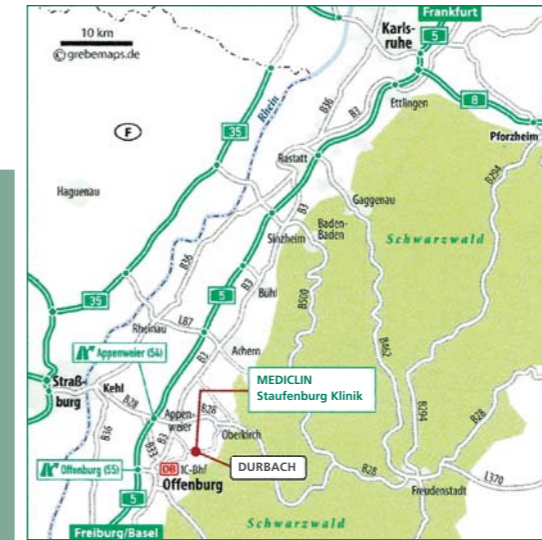 Frankfurt
10 km
© grebemaps.de
Karls-
ruhe
5
B36
B3
Ettlingen
8
Pforzheim
Rhein
35
F
Rastatt
B294
Haguenau
Gaggenau
B3
Baden-
Baden
Sinzheim
Schwarzwald
B36
5
B3
Bühl
B500
35
L87
Rheinau
B462
B3
Achern
Appenweier (54)
Straß-
burg
Kehl
MEDICLIN
Staufenburg Klinik
B294
B28
Appen-
weier
B28
B28
B36
B3
B33
Oberkirch
Offenburg (55)
DB IC-Bhf
DURBACH
B28
L370
Offenburg
Freudenstadt
5
Schwarzwald
Freiburg/Basel